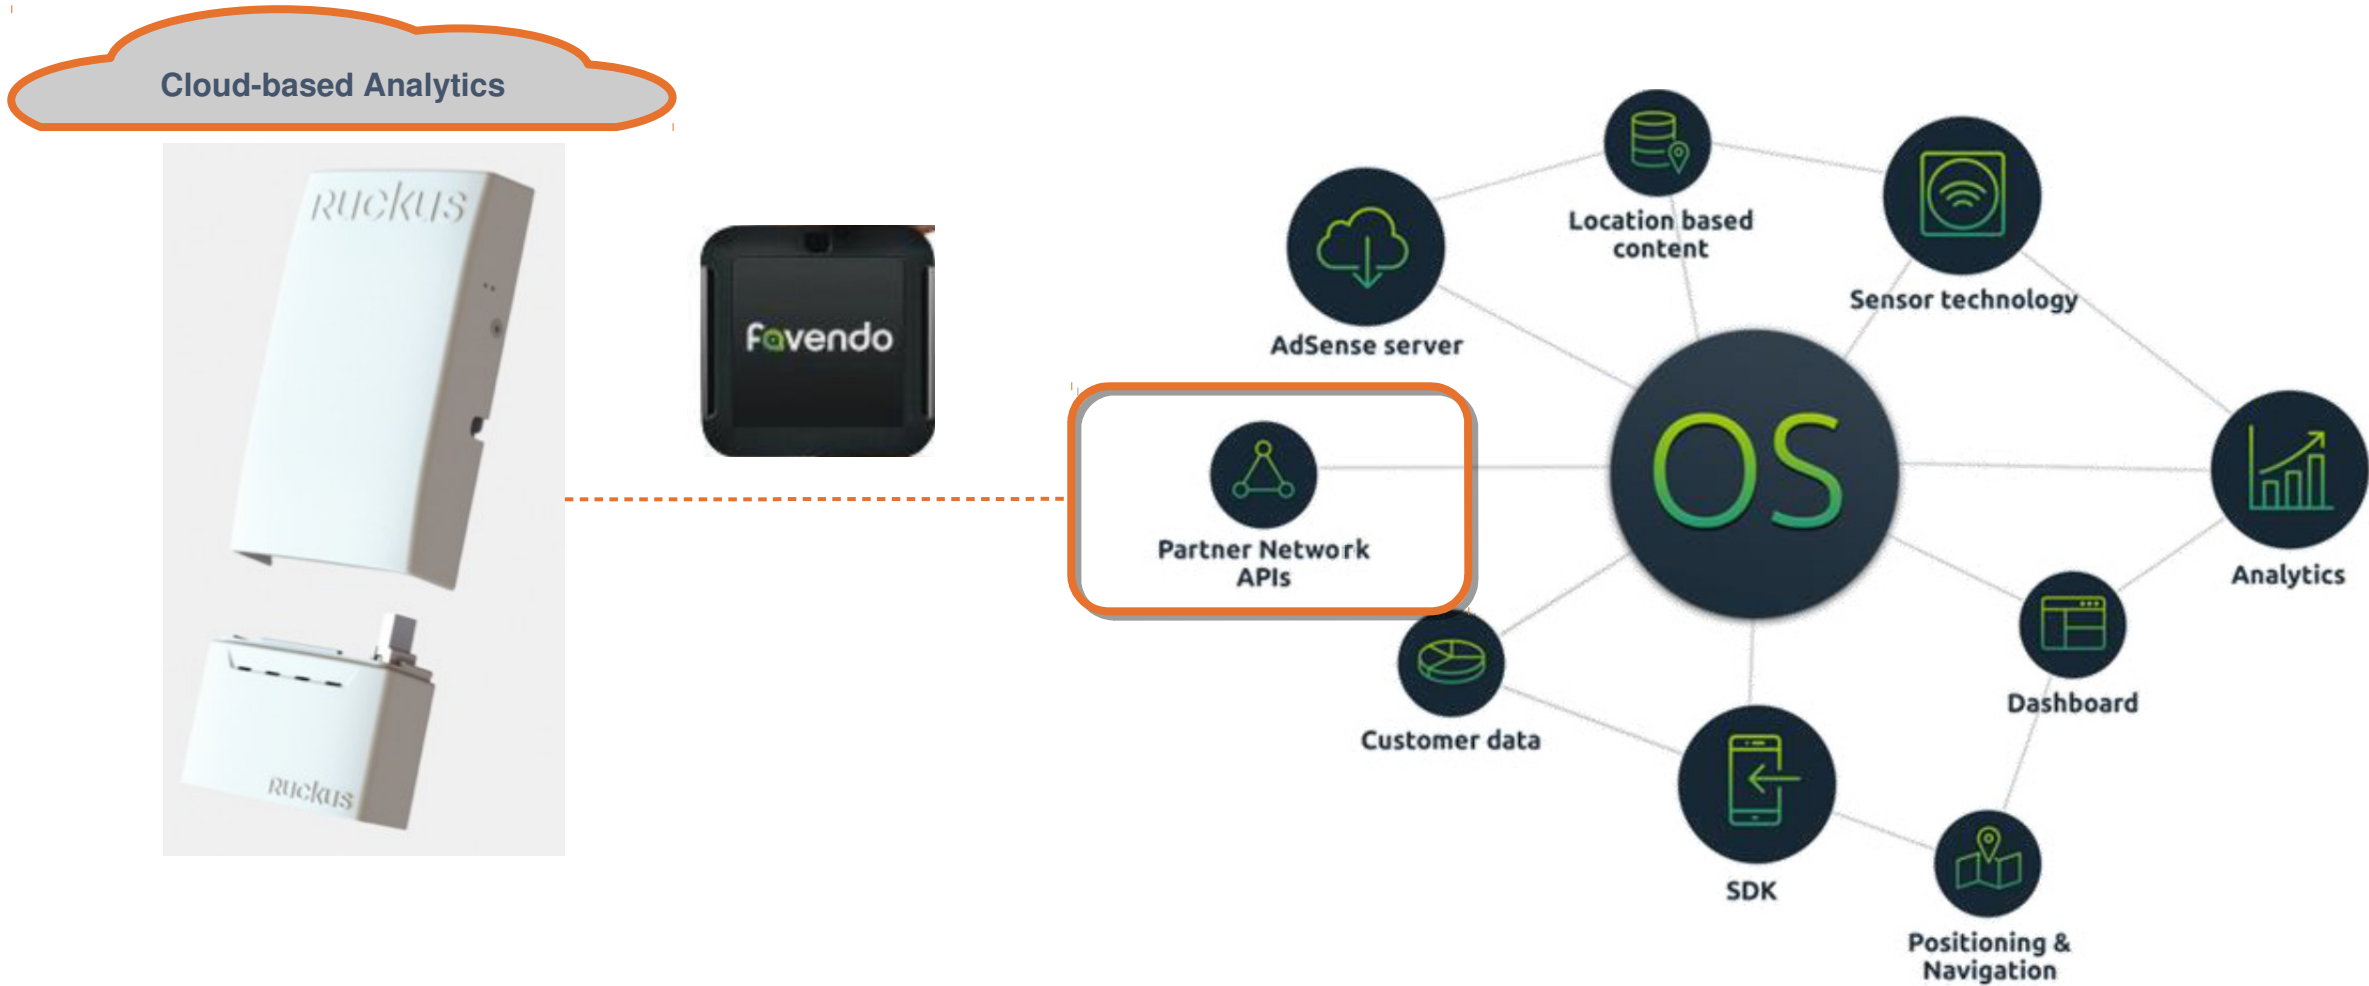 Cloud-based Analytics
RUCKUS
RUCKUS
favendo
Location based
content
Sensor technology
AdSense server
OS
Partner Network
APIs
Analytics
Dashboard
Customer data
SDK
Positioning &
Navigation